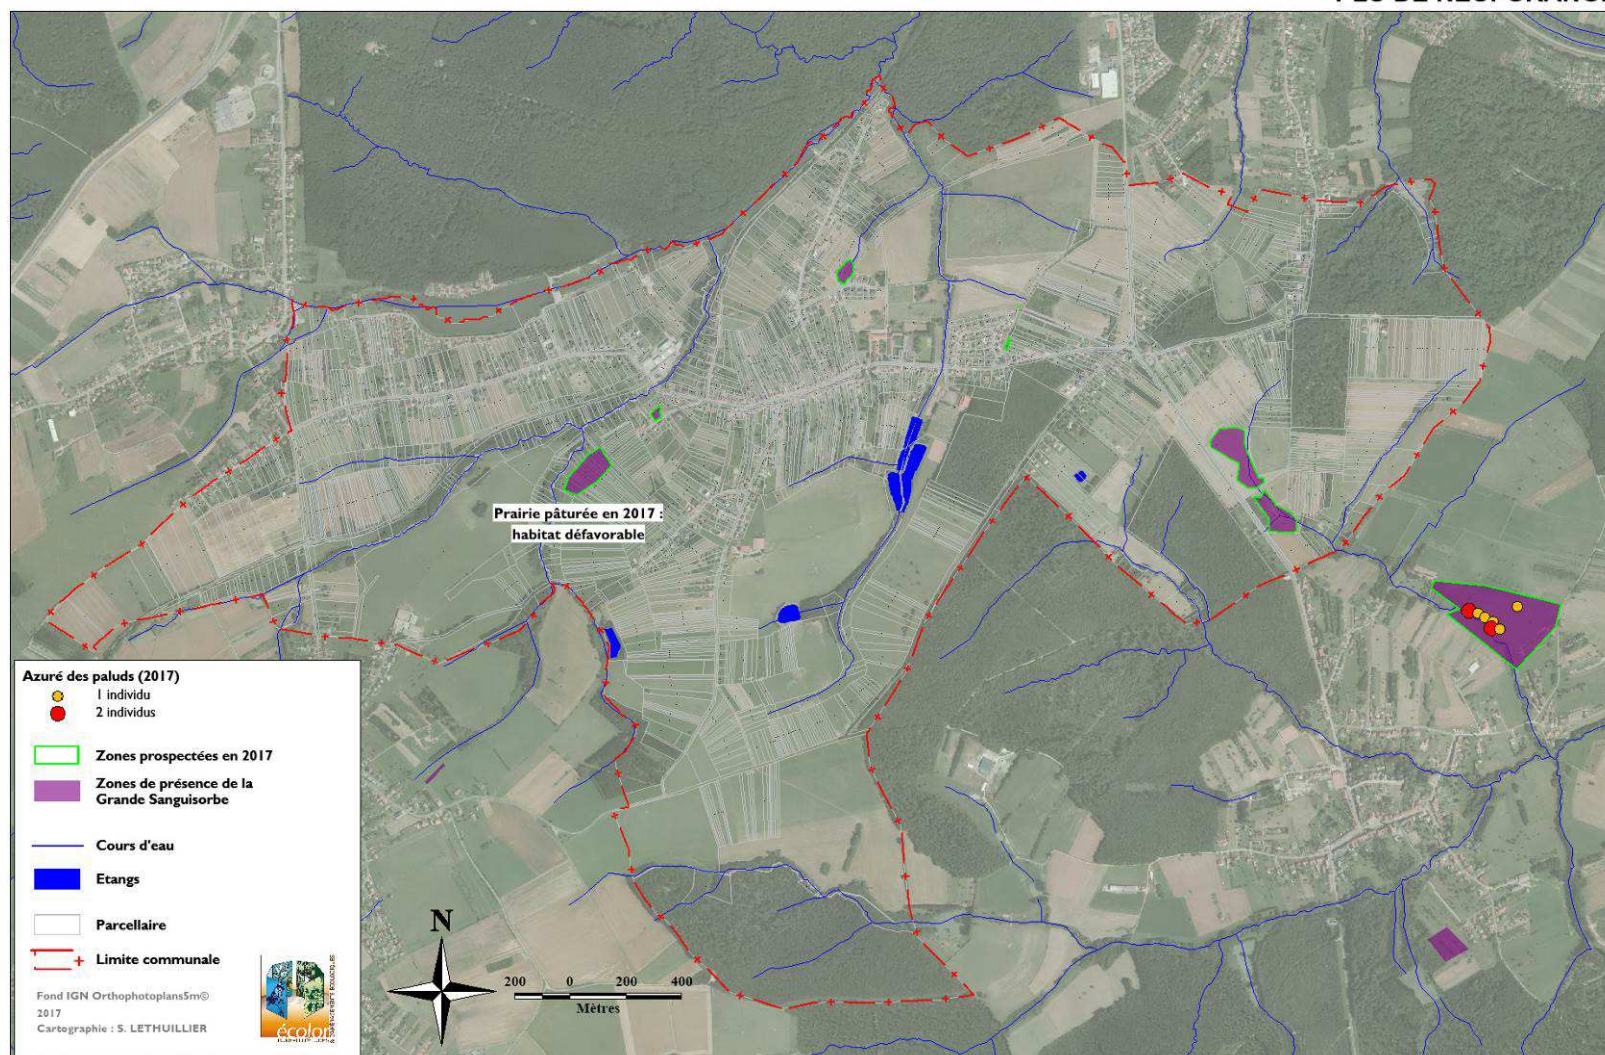 Prairie pâturée en 2017 :
habitat défavorable
Azuré des paluds (2017)
1 individu
2 individus
Zones prospectées en 2017
Zones de présence de la
Grande Sanguisorbe
Cours d'eau
Etangs
Parcellaire
Limite communale
Fond IGN Orthophotoplans5m©
2017
Cartographie : S. LETHUILLIER
écolor
N
200 0 200 400
Mètres